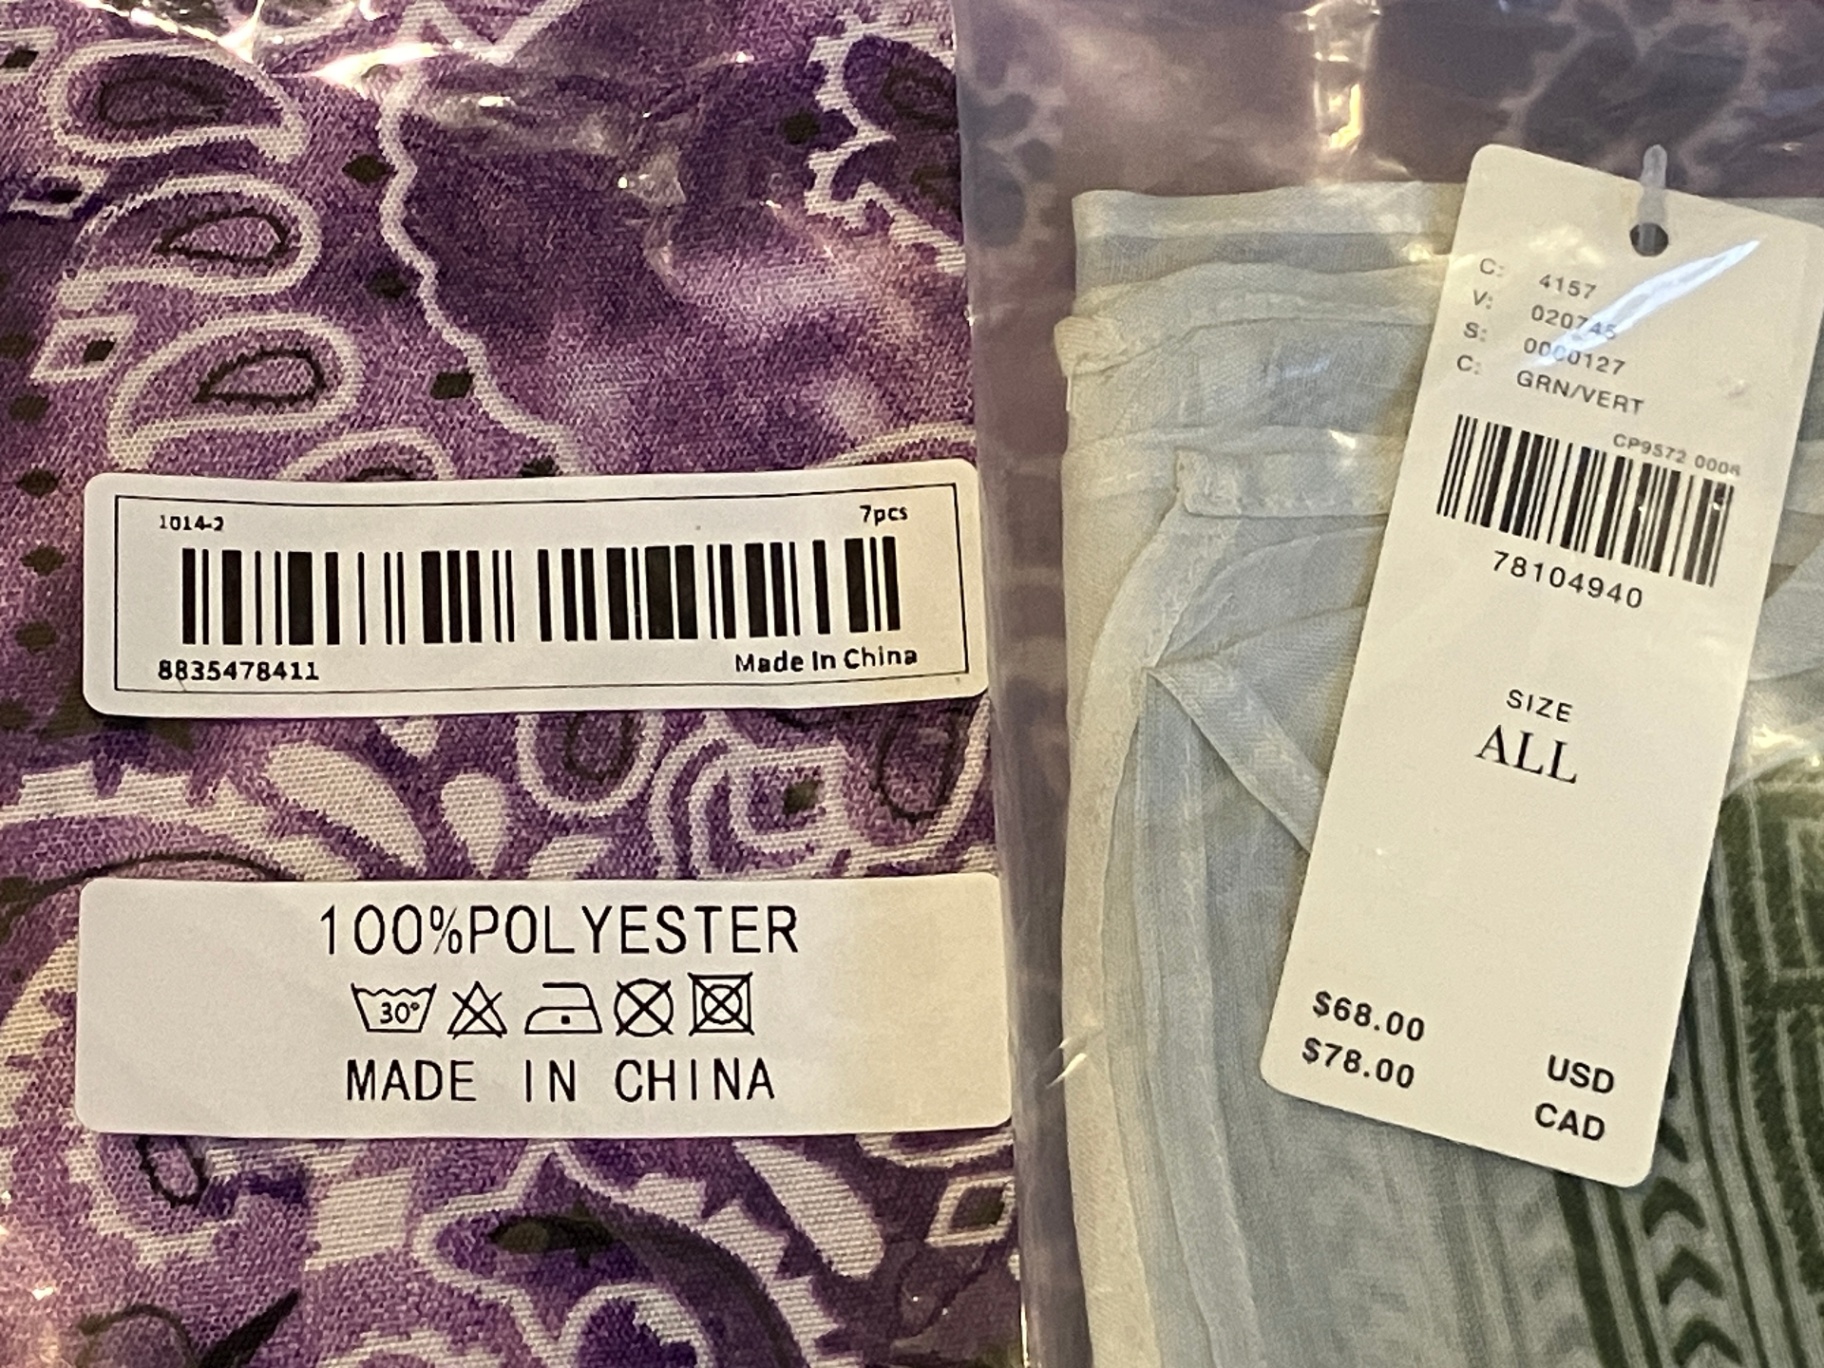 1014-2
7pcs
8835478411
Made In China
100%POLYESTER
30°
MADE IN CHINA
C: 4157
V: 020745
S: 0000127
C: GRN/VERT
CP9572 0006
78104940
SIZE
ALL
$68.00 USD
$78.00 CAD